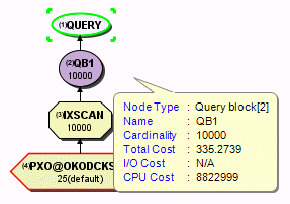 (1)QUERY
(2)QB1
10000
(3)IXSCAN
10000
(4)PXO@OKODCKS
25(default)
Node Type : Query block[2]
Name : QB1
Cardinality : 10000
Total Cost : 335.2739
I/O Cost : N/A
CPU Cost : 8822999